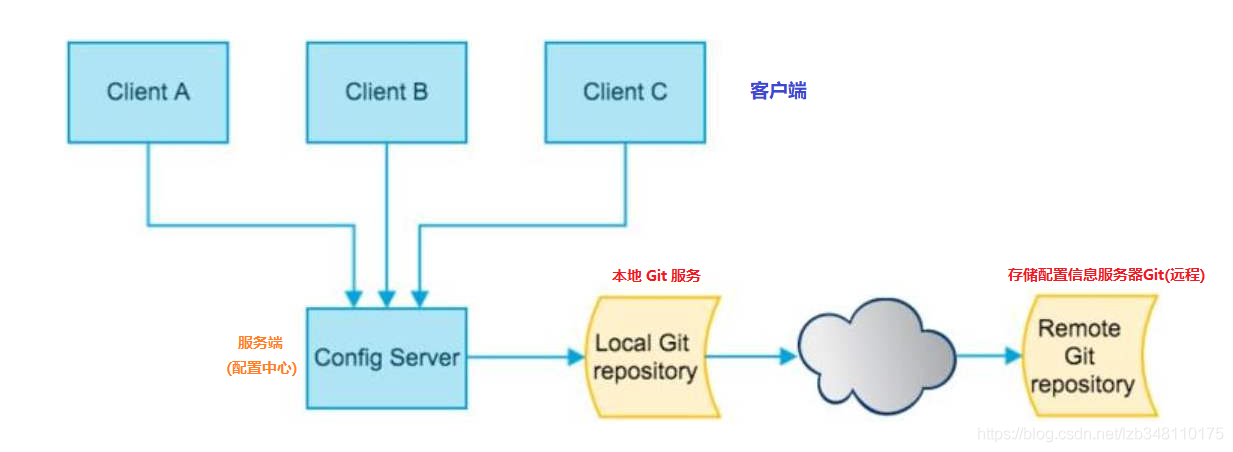 Client A
Client B
Client C
客户端
本地 Git 服务
存储配置信息服务器Git(远程)
服务端
(配置中心)
Config Server
Local Git
repository
Remote
Git
repository
https://blog.csdn.net/lzb348110175